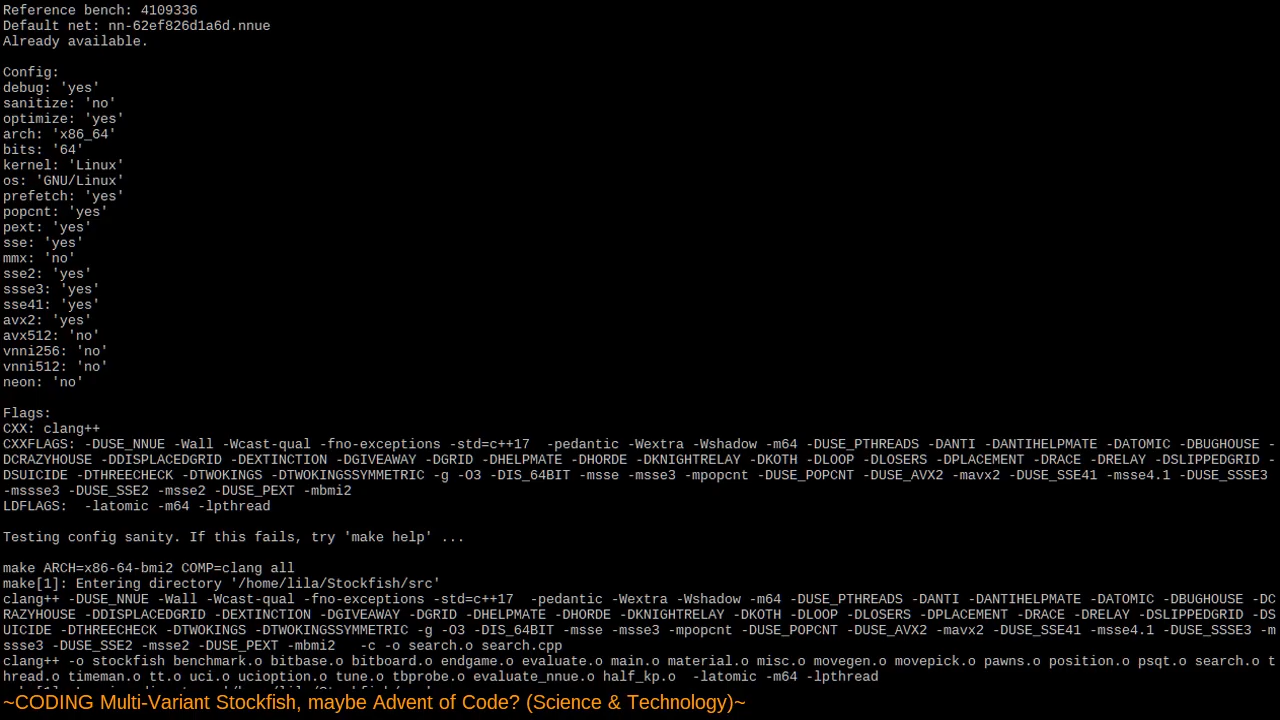 Reference bench: 4109336
Default net: nn-62ef826d1a6d.nnue
Already available.
Config:
debug: 'yes'
sanitize: 'no'
optimize: 'yes'
arch: 'x86_64'
bits: '64'
kernel: 'Linux'
os: 'GNU/Linux'
prefetch: 'yes'
popcnt: 'yes'
pext: 'yes'
sse: 'yes'
mmx: 'no'
sse2: 'yes'
ssse3: 'yes'
sse41: 'yes'
avx2: 'yes'
avx512: 'no'
vnni256: 'no'
vnni512: 'no'
neon: 'no'
Flags:
CXX: clang++
CXXFLAGS: -DUSE_NNUE -Wall -Wcast-qual -fno-exceptions -std=c++17  -pedantic -Wextra -Wshadow -m64 -DUSE_PTHREADS -DANTI -DANTIHELPMATE -DATOMIC -DBUGHOUSE -
DCRAZYHOUSE -DDISPLACEDGRID -DEXTINCTION -DGIVEAWAY -DGRID -DHELPMATE -DHORDE -DKNIGHTRELAY -DKOTH -DLOOP -DLOSERS -DPLACEMENT -DRACE -DRELAY -DSLIPPEDGRID -
DSUICIDE -DTHREECHECK -DTWOKINGS -DTWOKINGSSYMMETRIC -g -O3 -DIS_64BIT -msse -msse3 -mpopcnt -DUSE_POPCNT -DUSE_AVX2 -mavx2 -DUSE_SSE41 -msse4.1 -DUSE_SSSE3 
-mssse3 -DUSE_SSE2 -msse2 -DUSE_PEXT -mbmi2
LDFLAGS:  -latomic -m64 -lpthread
Testing config sanity. If this fails, try 'make help' ...
make ARCH=x86-64-bmi2 COMP=clang all
make[1]: Entering directory '/home/lila/Stockfish/src'
clang++ -DUSE_NNUE -Wall -Wcast-qual -fno-exceptions -std=c++17  -pedantic -Wextra -Wshadow -m64 -DUSE_PTHREADS -DANTI -DANTIHELPMATE -DATOMIC -DBUGHOUSE -DC
RAZYHOUSE -DDISPLACEDGRID -DEXTINCTION -DGIVEAWAY -DGRID -DHELPMATE -DHORDE -DKNIGHTRELAY -DKOTH -DLOOP -DLOSERS -DPLACEMENT -DRACE -DRELAY -DSLIPPEDGRID -DS
UICIDE -DTHREECHECK -DTWOKINGS -DTWOKINGSSYMMETRIC -g -O3 -DIS_64BIT -msse -msse3 -mpopcnt -DUSE_POPCNT -DUSE_AVX2 -mavx2 -DUSE_SSE41 -msse4.1 -DUSE_SSSE3 -m
ssse3 -DUSE_SSE2 -msse2 -DUSE_PEXT -mbmi2   -c -o search.o search.cpp
clang++ -o stockfish benchmark.o bitbase.o bitboard.o endgame.o evaluate.o main.o material.o misc.o movegen.o movepick.o pawns.o position.o psqt.o search.o t
hread.o timeman.o tt.o uci.o ucioption.o tune.o tbprobe.o evaluate_nnue.o half_kp.o  -latomic -m64 -lpthread
~CODING Multi-Variant Stockfish, maybe Advent of Code? (Science & Technology)~